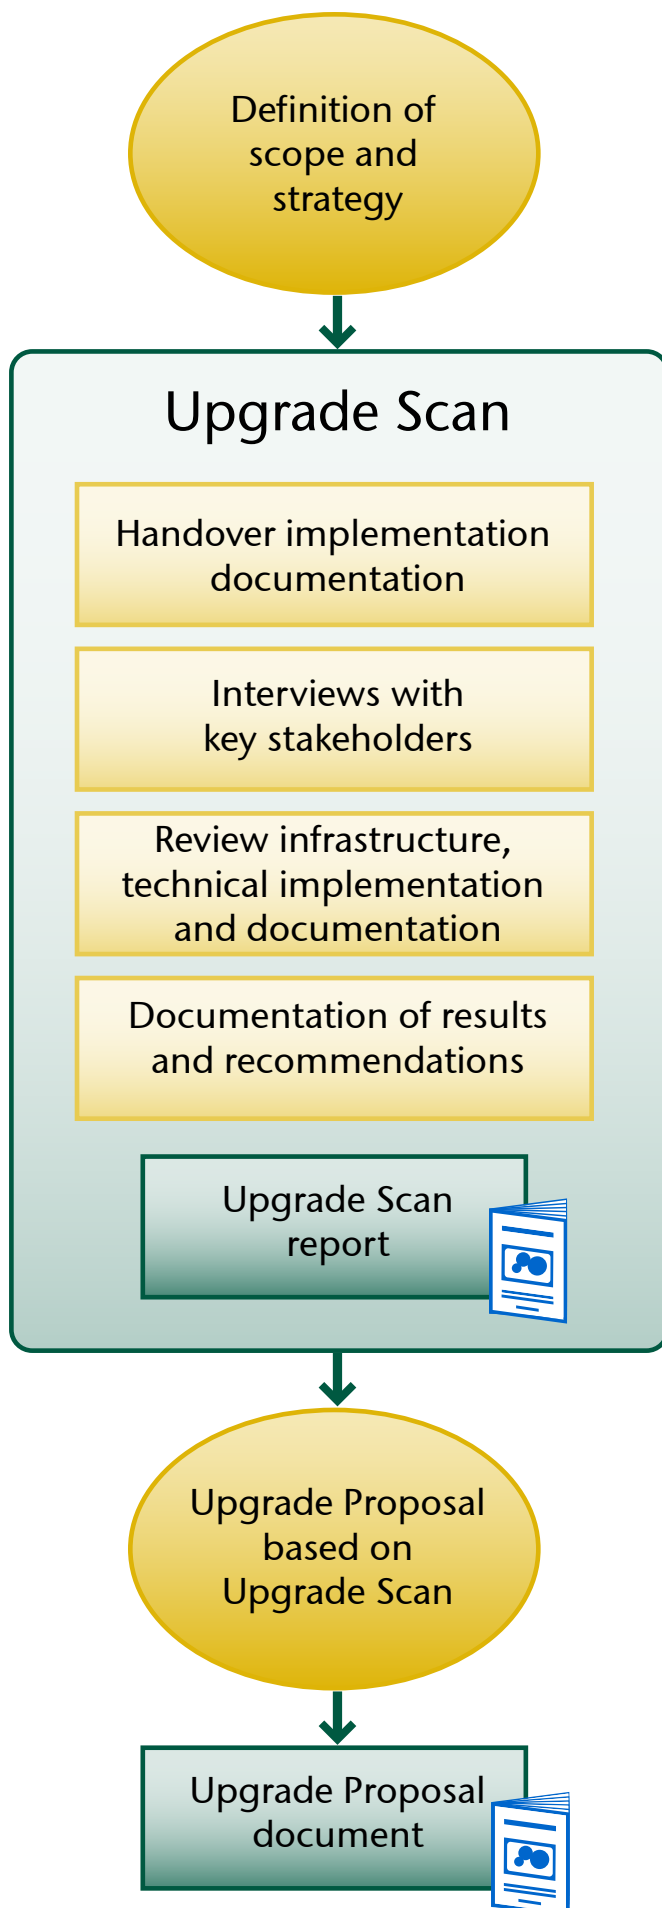 Definition of
scope and
strategy
Upgrade Scan
Handover implementation
documentation
Interviews with
key stakeholders
Review infrastructure,
technical implementation
and documentation
Documentation of results
and recommendations
Upgrade Scan
report
Upgrade Proposal
based on
Upgrade Scan
Upgrade Proposal
document